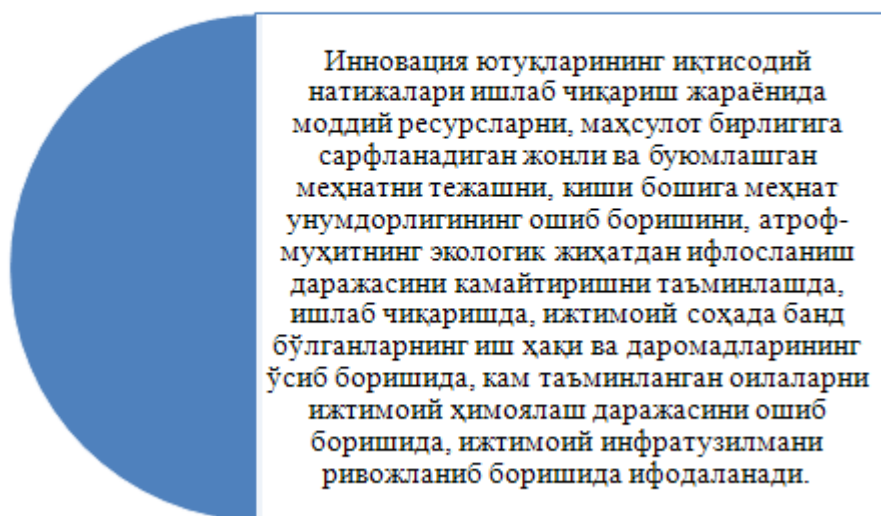 Инновация ютуқларининг иқтисодий
натижалари ишлаб чиқариш жараёнида
моддий ресурсларни, маҳсулот бирлигига
сарфланадиган жонли ва буюмлашган
меҳнатни тежашни, киши бошига меҳнат
унумдорлигининг ошиб боришини, атроф-
муҳитнинг экологик жиҳатдан ифлосланиш
даражасини камайтиришни таъминлашда,
ишлаб чиқаришда, ижтимоий соҳада банд
бўлганларнинг иш ҳақи ва даромадларининг
ўсиб боришида, кам таъминланган оилаларни
ижтимоий ҳимоялаш даражасини ошиб
боришида, ижтимоий инфратузилмани
ривожланиб боришида ифодаланади.